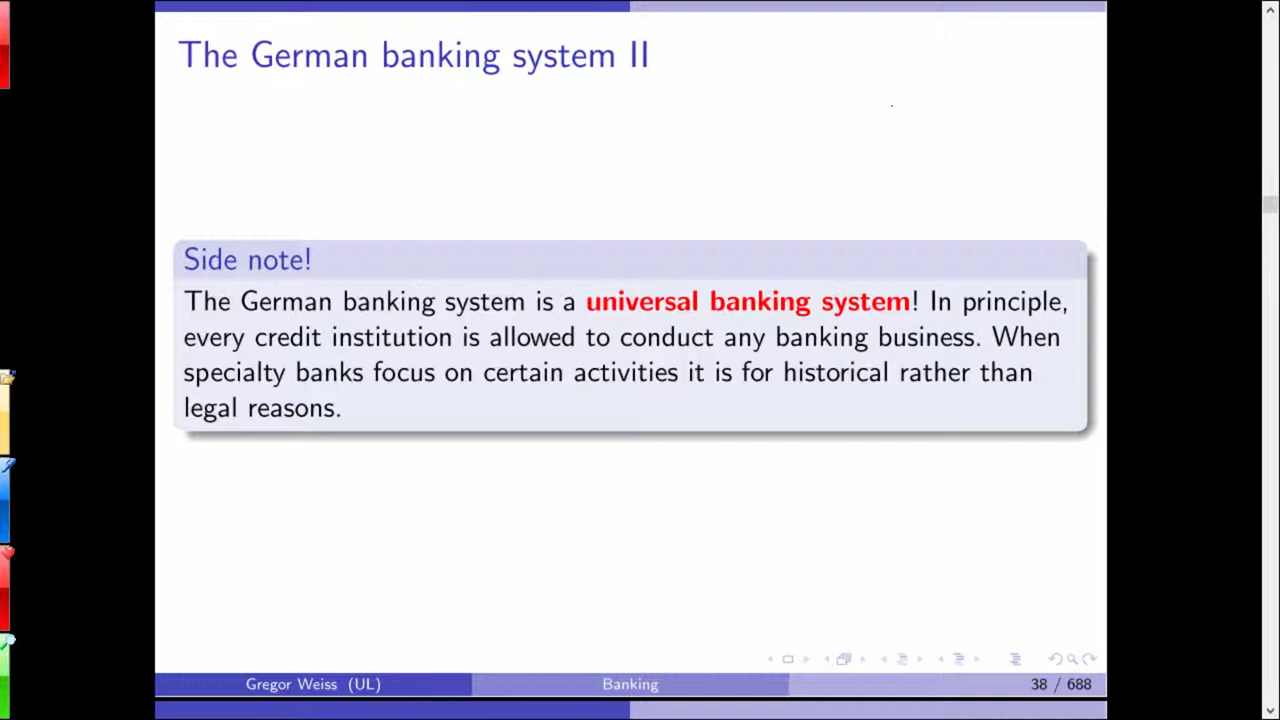 The German banking system II
Side note!
The German banking system is a universal banking system! In principle,
every credit institution is allowed to conduct any banking business. When
specialty banks focus on certain activities it is for historical rather than
legal reasons.
Gregor Weiss (UL) Banking 38 / 688